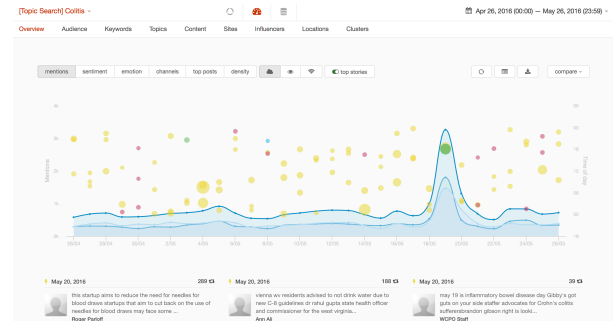 [Topic Search] Colitis
Apr 26, 2016 (00:00) — May 26, 2016 (23:59)
Overview Audience Keywords Topics Content Sites Influencers Locations Clusters
mentions sentiment emotion channels top posts density top stories compare
Mentions
Time of day
May 20, 2016 289
this startup aims to reduce the need for needles for
blood draws startups that aim to cut back on the use of
needles for blood draws may face some ...
Roger Parloff
May 20, 2016 188
vienna wv residents advised to not drink water due to
new C-8 guidelines dr rahul gupta state health officer
and commissioner for the west virginia...
Ann Ali
May 20, 2016 39
may 19 is inflammatory bowel disease day Gibby's got
guts on your side staffer advocates for Crohn's colitis
sufferersbrandon gibson right is looki...
WCPO Staff